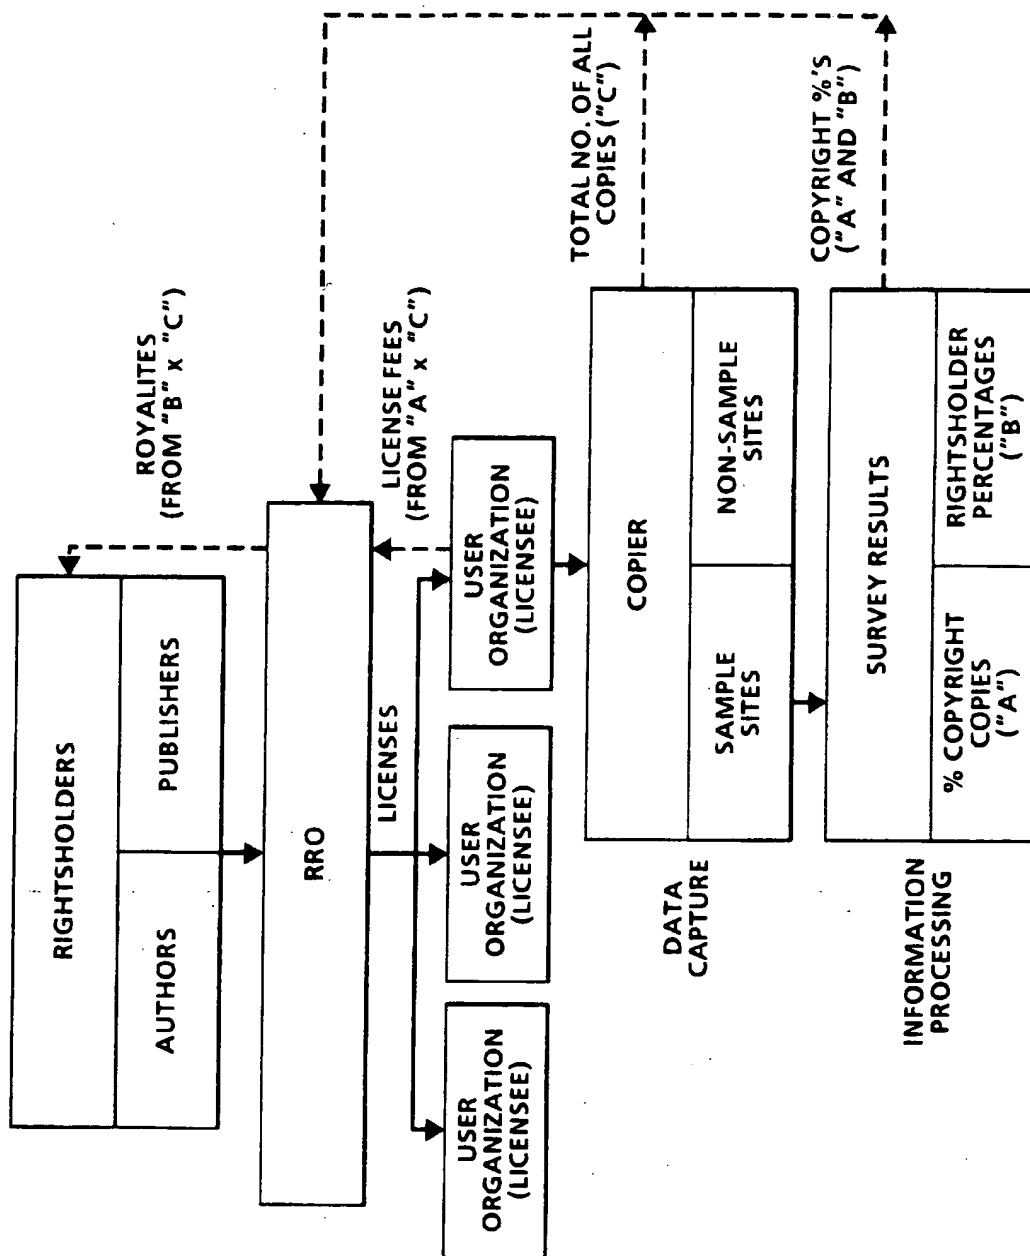 RIGHTSHOLDERS
AUTHORS
PUBLISHERS
ROYALITES
(FROM "B" x "C")
RRO
LICENSES
LICENSE FEES
(FROM "A" x "C")
USER
ORGANIZATION
(LICENSEE)
USER
ORGANIZATION
(LICENSEE)
USER
ORGANIZATION
(LICENSEE)
DATA
CAPTURE
COPIER
SAMPLE
SITES
NON-SAMPLE
SITES
TOTAL NO. OF ALL
COPIES ("C")
INFORMATION
PROCESSING
SURVEY RESULTS
% COPYRIGHT
COPIES
("A")
RIGHTSHOLDER
PERCENTAGES
("B")
COPYRIGHT %'S
("A" AND "B")